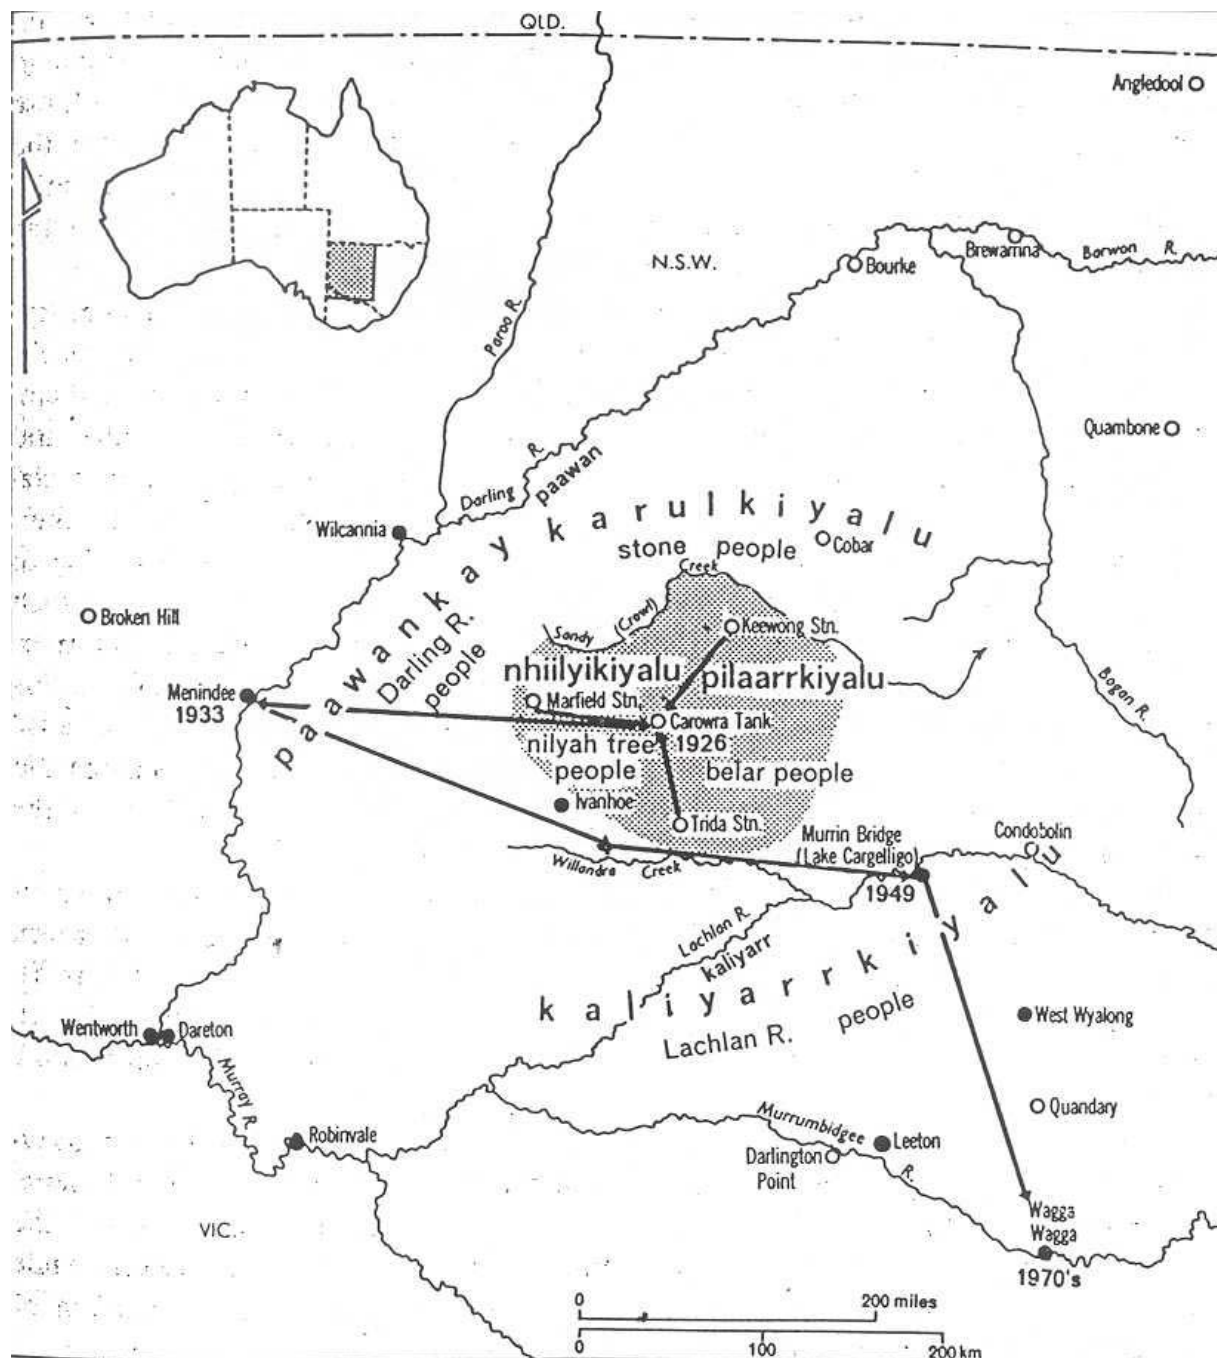 QLD.
Angledool
N.S.W.
Bourke
Brewarrina
Barwon R.
Paroo R.
Quambone
Darling R.
paawan
Wilcannia
karulkiyalu
stone people
Cobar
Broken Hill
paawankay
Darling R.
people
Sandy (Crowl) Creek
Keewong Stn.
nhiilyikiyalu
pilaarrkiyalu
Menindee
1933
Marfield Stn.
Carowra Tank
1926
nilyah tree
people
belar people
Bogan R.
Ivanhoe
Trida Stn.
Willandra Creek
Murrin Bridge
(Lake Cargelligo)
1949
Condobolin
Lachlan R.
kaliyarr
kaliyarrkiyalu
Lachlan R. people
Wentworth
Dareton
West Wyalong
Murray R.
Quandary
Robinvale
Murrumbidgee R.
Leeton
Darlington
Point
VIC.
Wagga
Wagga
1970's
0 200 miles
0 100 200 km